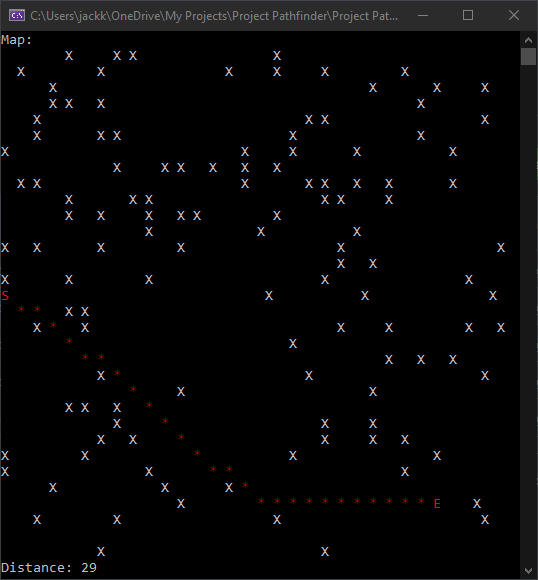 C:\Users\jackk\OneDrive\My Projects\Project Pathfinder\Project Pat...
Map:
X X X X
X X X X X X
X X X X
X X X X
X X X X
X X X X X
X X X X X
X X X X X X
X X X X X X X X
X X X X X X
X X X X X X
X X X
X X X X X X
X X
X X X X X
S X X X
* * X X
X * X X X X X
* X
* * X X X
X * X X
* X X
X X X *
X * X X
X X * X X X
X X * X X
X X * * X
X X X *
X * * * * * * * * * * * E X
X X X X
X X
Distance: 29